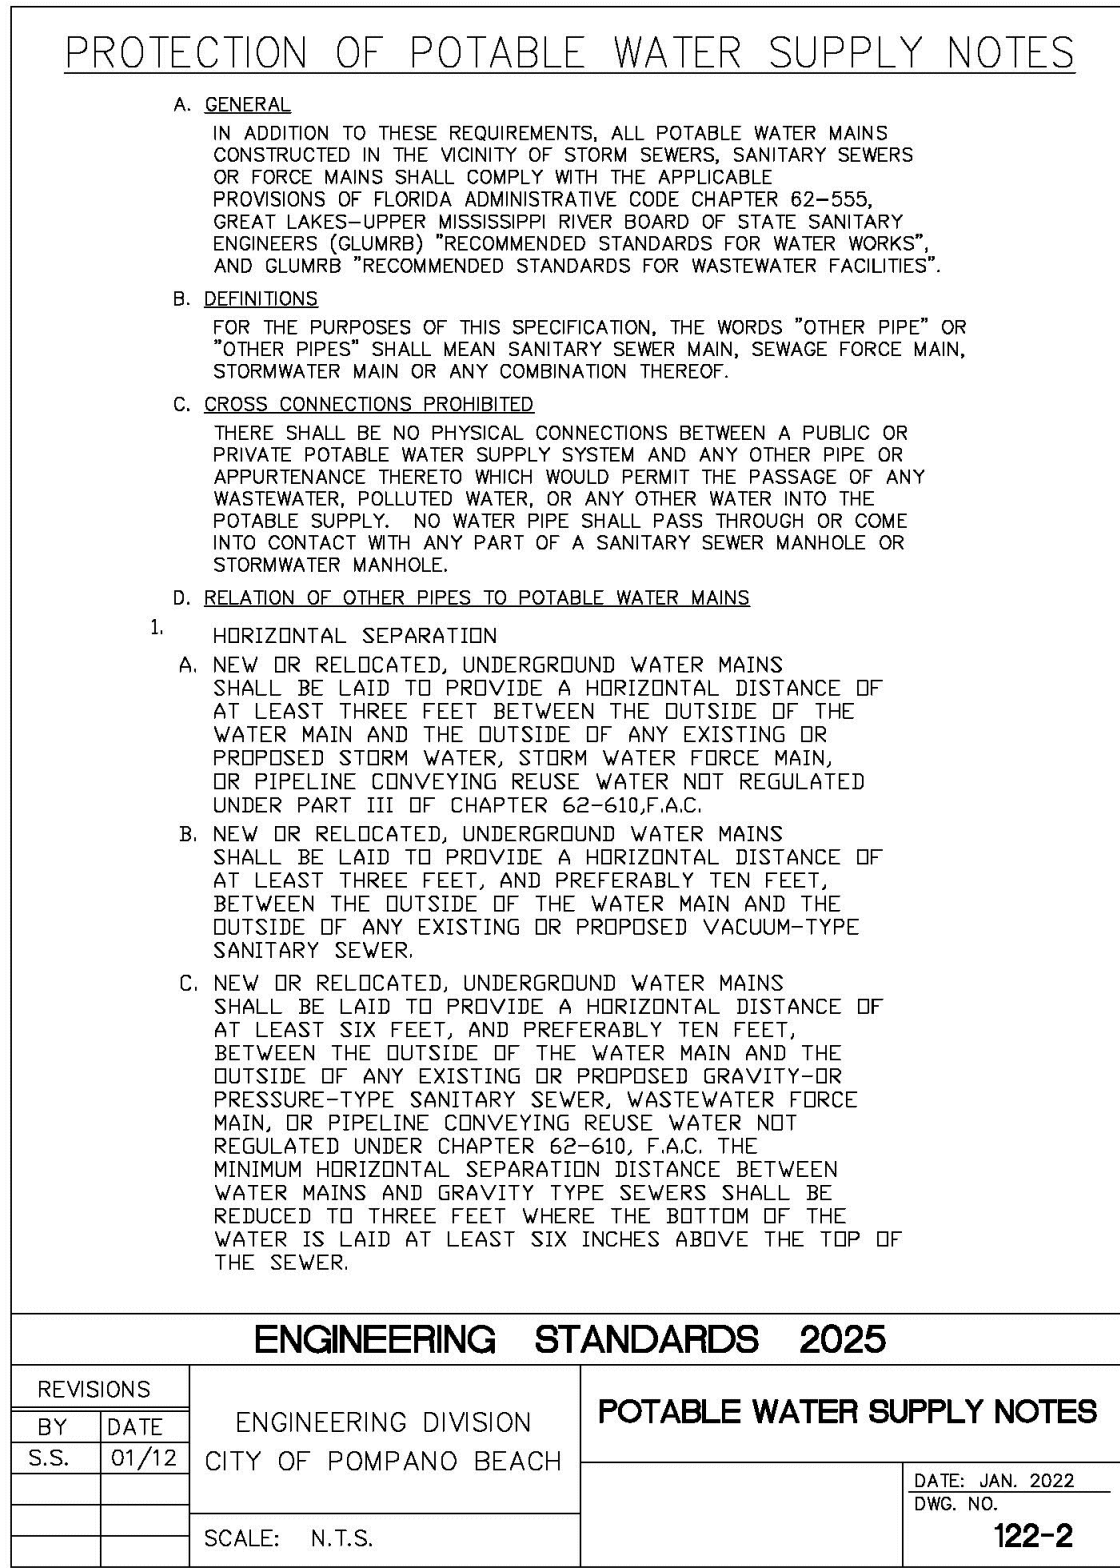 PROTECTION OF POTABLE WATER SUPPLY NOTES
A. GENERAL
IN ADDITION TO THESE REQUIREMENTS, ALL POTABLE WATER MAINS
CONSTRUCTED IN THE VICINITY OF STORM SEWERS, SANITARY SEWERS
OR FORCE MAINS SHALL COMPLY WITH THE APPLICABLE
PROVISIONS OF FLORIDA ADMINISTRATIVE CODE CHAPTER 62-555,
GREAT LAKES-UPPER MISSISSIPPI RIVER BOARD OF STATE SANITARY
ENGINEERS (GLUMRB) "RECOMMENDED STANDARDS FOR WATER WORKS",
AND GLUMRB "RECOMMENDED STANDARDS FOR WASTEWATER FACILITIES".
B. DEFINITIONS
FOR THE PURPOSES OF THIS SPECIFICATION, THE WORDS "OTHER PIPE" OR
"OTHER PIPES" SHALL MEAN SANITARY SEWER MAIN, SEWAGE FORCE MAIN,
STORMWATER MAIN OR ANY COMBINATION THEREOF.
C. CROSS CONNECTIONS PROHIBITED
THERE SHALL BE NO PHYSICAL CONNECTIONS BETWEEN A PUBLIC OR
PRIVATE POTABLE WATER SUPPLY SYSTEM AND ANY OTHER PIPE OR
APPURTENANCE THERETO WHICH WOULD PERMIT THE PASSAGE OF ANY
WASTEWATER, POLLUTED WATER, OR ANY OTHER WATER INTO THE
POTABLE SUPPLY. NO WATER PIPE SHALL PASS THROUGH OR COME
INTO CONTACT WITH ANY PART OF A SANITARY SEWER MANHOLE OR
STORMWATER MANHOLE.
D. RELATION OF OTHER PIPES TO POTABLE WATER MAINS
1. HORIZONTAL SEPARATION
A. NEW OR RELOCATED, UNDERGROUND WATER MAINS
SHALL BE LAID TO PROVIDE A HORIZONTAL DISTANCE OF
AT LEAST THREE FEET BETWEEN THE OUTSIDE OF THE
WATER MAIN AND THE OUTSIDE OF ANY EXISTING OR
PROPOSED STORM WATER, STORM WATER FORCE MAIN,
OR PIPELINE CONVEYING REUSE WATER NOT REGULATED
UNDER PART III OF CHAPTER 62-610,F.A.C.
B. NEW OR RELOCATED, UNDERGROUND WATER MAINS
SHALL BE LAID TO PROVIDE A HORIZONTAL DISTANCE OF
AT LEAST THREE FEET, AND PREFERABLY TEN FEET,
BETWEEN THE OUTSIDE OF THE WATER MAIN AND THE
OUTSIDE OF ANY EXISTING OR PROPOSED VACUUM-TYPE
SANITARY SEWER.
C. NEW OR RELOCATED, UNDERGROUND WATER MAINS
SHALL BE LAID TO PROVIDE A HORIZONTAL DISTANCE OF
AT LEAST SIX FEET, AND PREFERABLY TEN FEET,
BETWEEN THE OUTSIDE OF THE WATER MAIN AND THE
OUTSIDE OF ANY EXISTING OR PROPOSED GRAVITY-OR
PRESSURE-TYPE SANITARY SEWER, WASTEWATER FORCE
MAIN, OR PIPELINE CONVEYING REUSE WATER NOT
REGULATED UNDER CHAPTER 62-610, F.A.C. THE
MINIMUM HORIZONTAL SEPARATION DISTANCE BETWEEN
WATER MAINS AND GRAVITY TYPE SEWERS SHALL BE
REDUCED TO THREE FEET WHERE THE BOTTOM OF THE
WATER IS LAID AT LEAST SIX INCHES ABOVE THE TOP OF
THE SEWER.
ENGINEERING STANDARDS 2025
REVISIONS
BY DATE
S.S. 01/12
ENGINEERING DIVISION
CITY OF POMPANO BEACH
SCALE: N.T.S.
POTABLE WATER SUPPLY NOTES
DATE: JAN. 2022
DWG. NO.
122-2